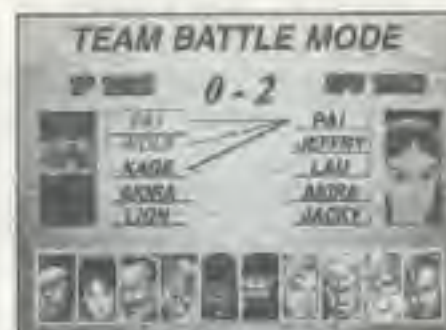 TEAM BATTLE MODE
0 - 2
PAI PAI
WOLF JEFFRY
KAGE LAU
AKIRA AKIRA
LION JACKY